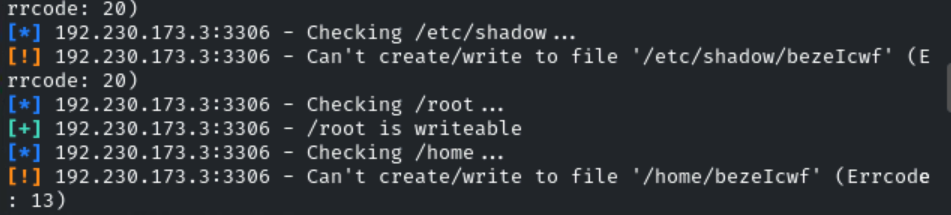 rrcode: 20)
[*] 192.230.173.3:3306 - Checking /etc/shadow...
[!] 192.230.173.3:3306 - Can't create/write to file '/etc/shadow/bezeIcwf' (E
rrcode: 20)
[*] 192.230.173.3:3306 - Checking /root...
[+] 192.230.173.3:3306 - /root is writeable
[*] 192.230.173.3:3306 - Checking /home...
[!] 192.230.173.3:3306 - Can't create/write to file '/home/bezeIcwf' (Errcode
: 13)